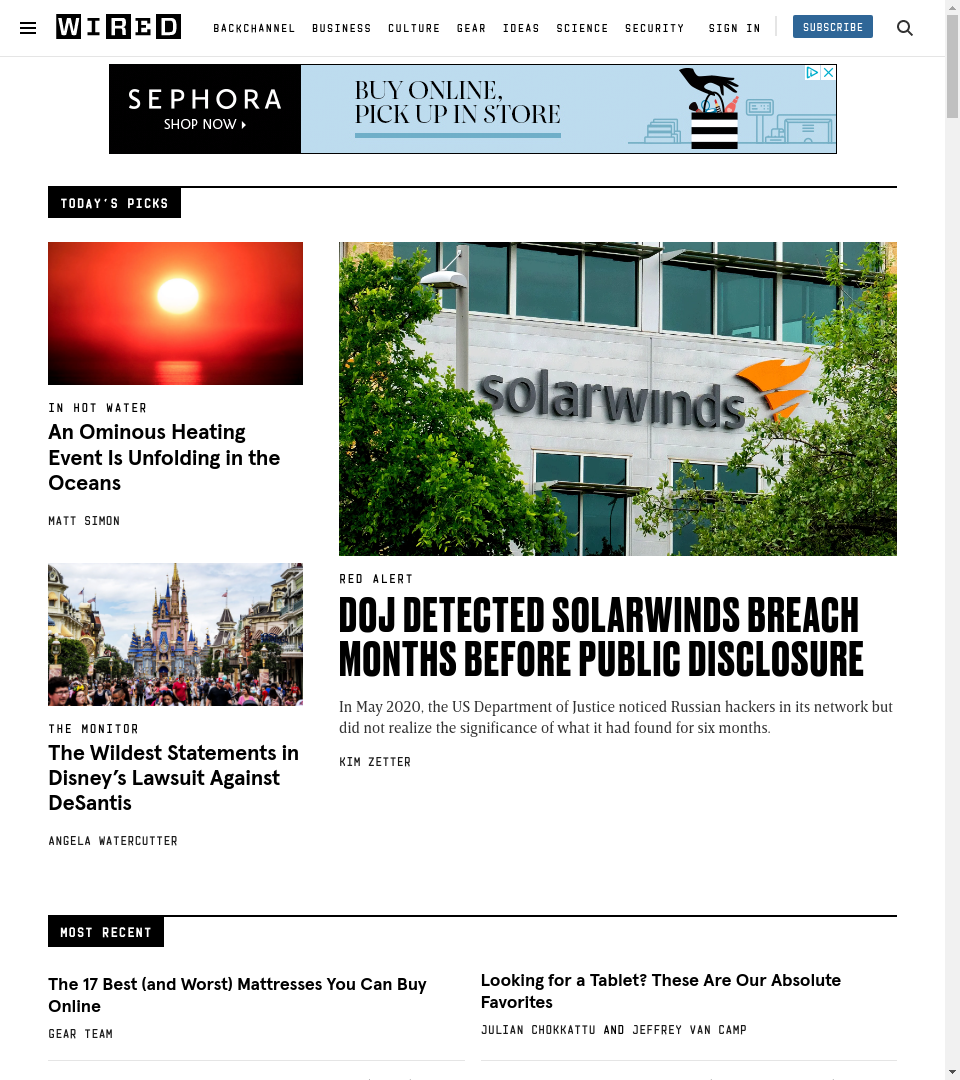 WIRED
BACKCHANNEL BUSINESS CULTURE GEAR IDEAS SCIENCE SECURITY SIGN IN SUBSCRIBE
SEPHORA
SHOP NOW
BUY ONLINE,
PICK UP IN STORE
TODAY'S PICKS
IN HOT WATER
An Ominous Heating
Event Is Unfolding in the
Oceans
MATT SIMON
THE MONITOR
The Wildest Statements in
Disney’s Lawsuit Against
DeSantis
ANGELA WATERCUTTER
solarwinds
RED ALERT
DOJ DETECTED SOLARWINDS BREACH
MONTHS BEFORE PUBLIC DISCLOSURE
In May 2020, the US Department of Justice noticed Russian hackers in its network but
did not realize the significance of what it had found for six months.
KIM ZETTER
MOST RECENT
The 17 Best (and Worst) Mattresses You Can Buy
Online
GEAR TEAM
Looking for a Tablet? These Are Our Absolute
Favorites
JULIAN CHOKKATTU AND JEFFREY VAN CAMP